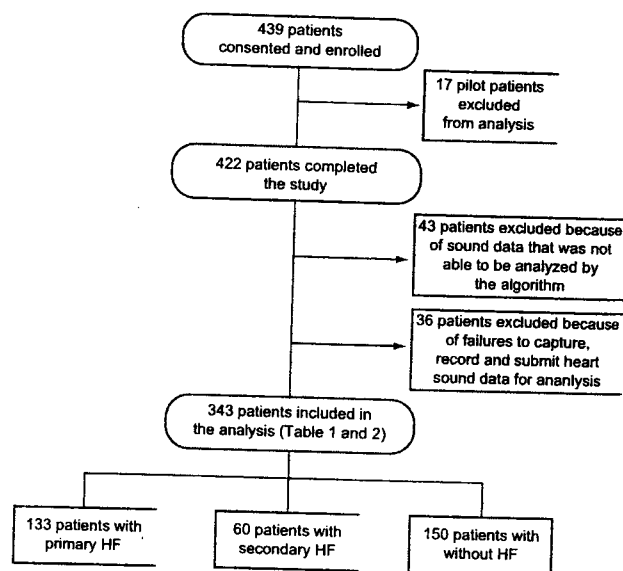 439 patients
consented and enrolled
17 pilot patients
excluded
from analysis
422 patients completed
the study
43 patients excluded because
of sound data that was not
able to be analyzed by
the algorithm
36 patients excluded because
of failures to capture,
record and submit heart
sound data for ananlysis
343 patients included in
the analysis (Table 1 and 2)
133 patients with
primary HF
60 patients with
secondary HF
150 patients with
without HF